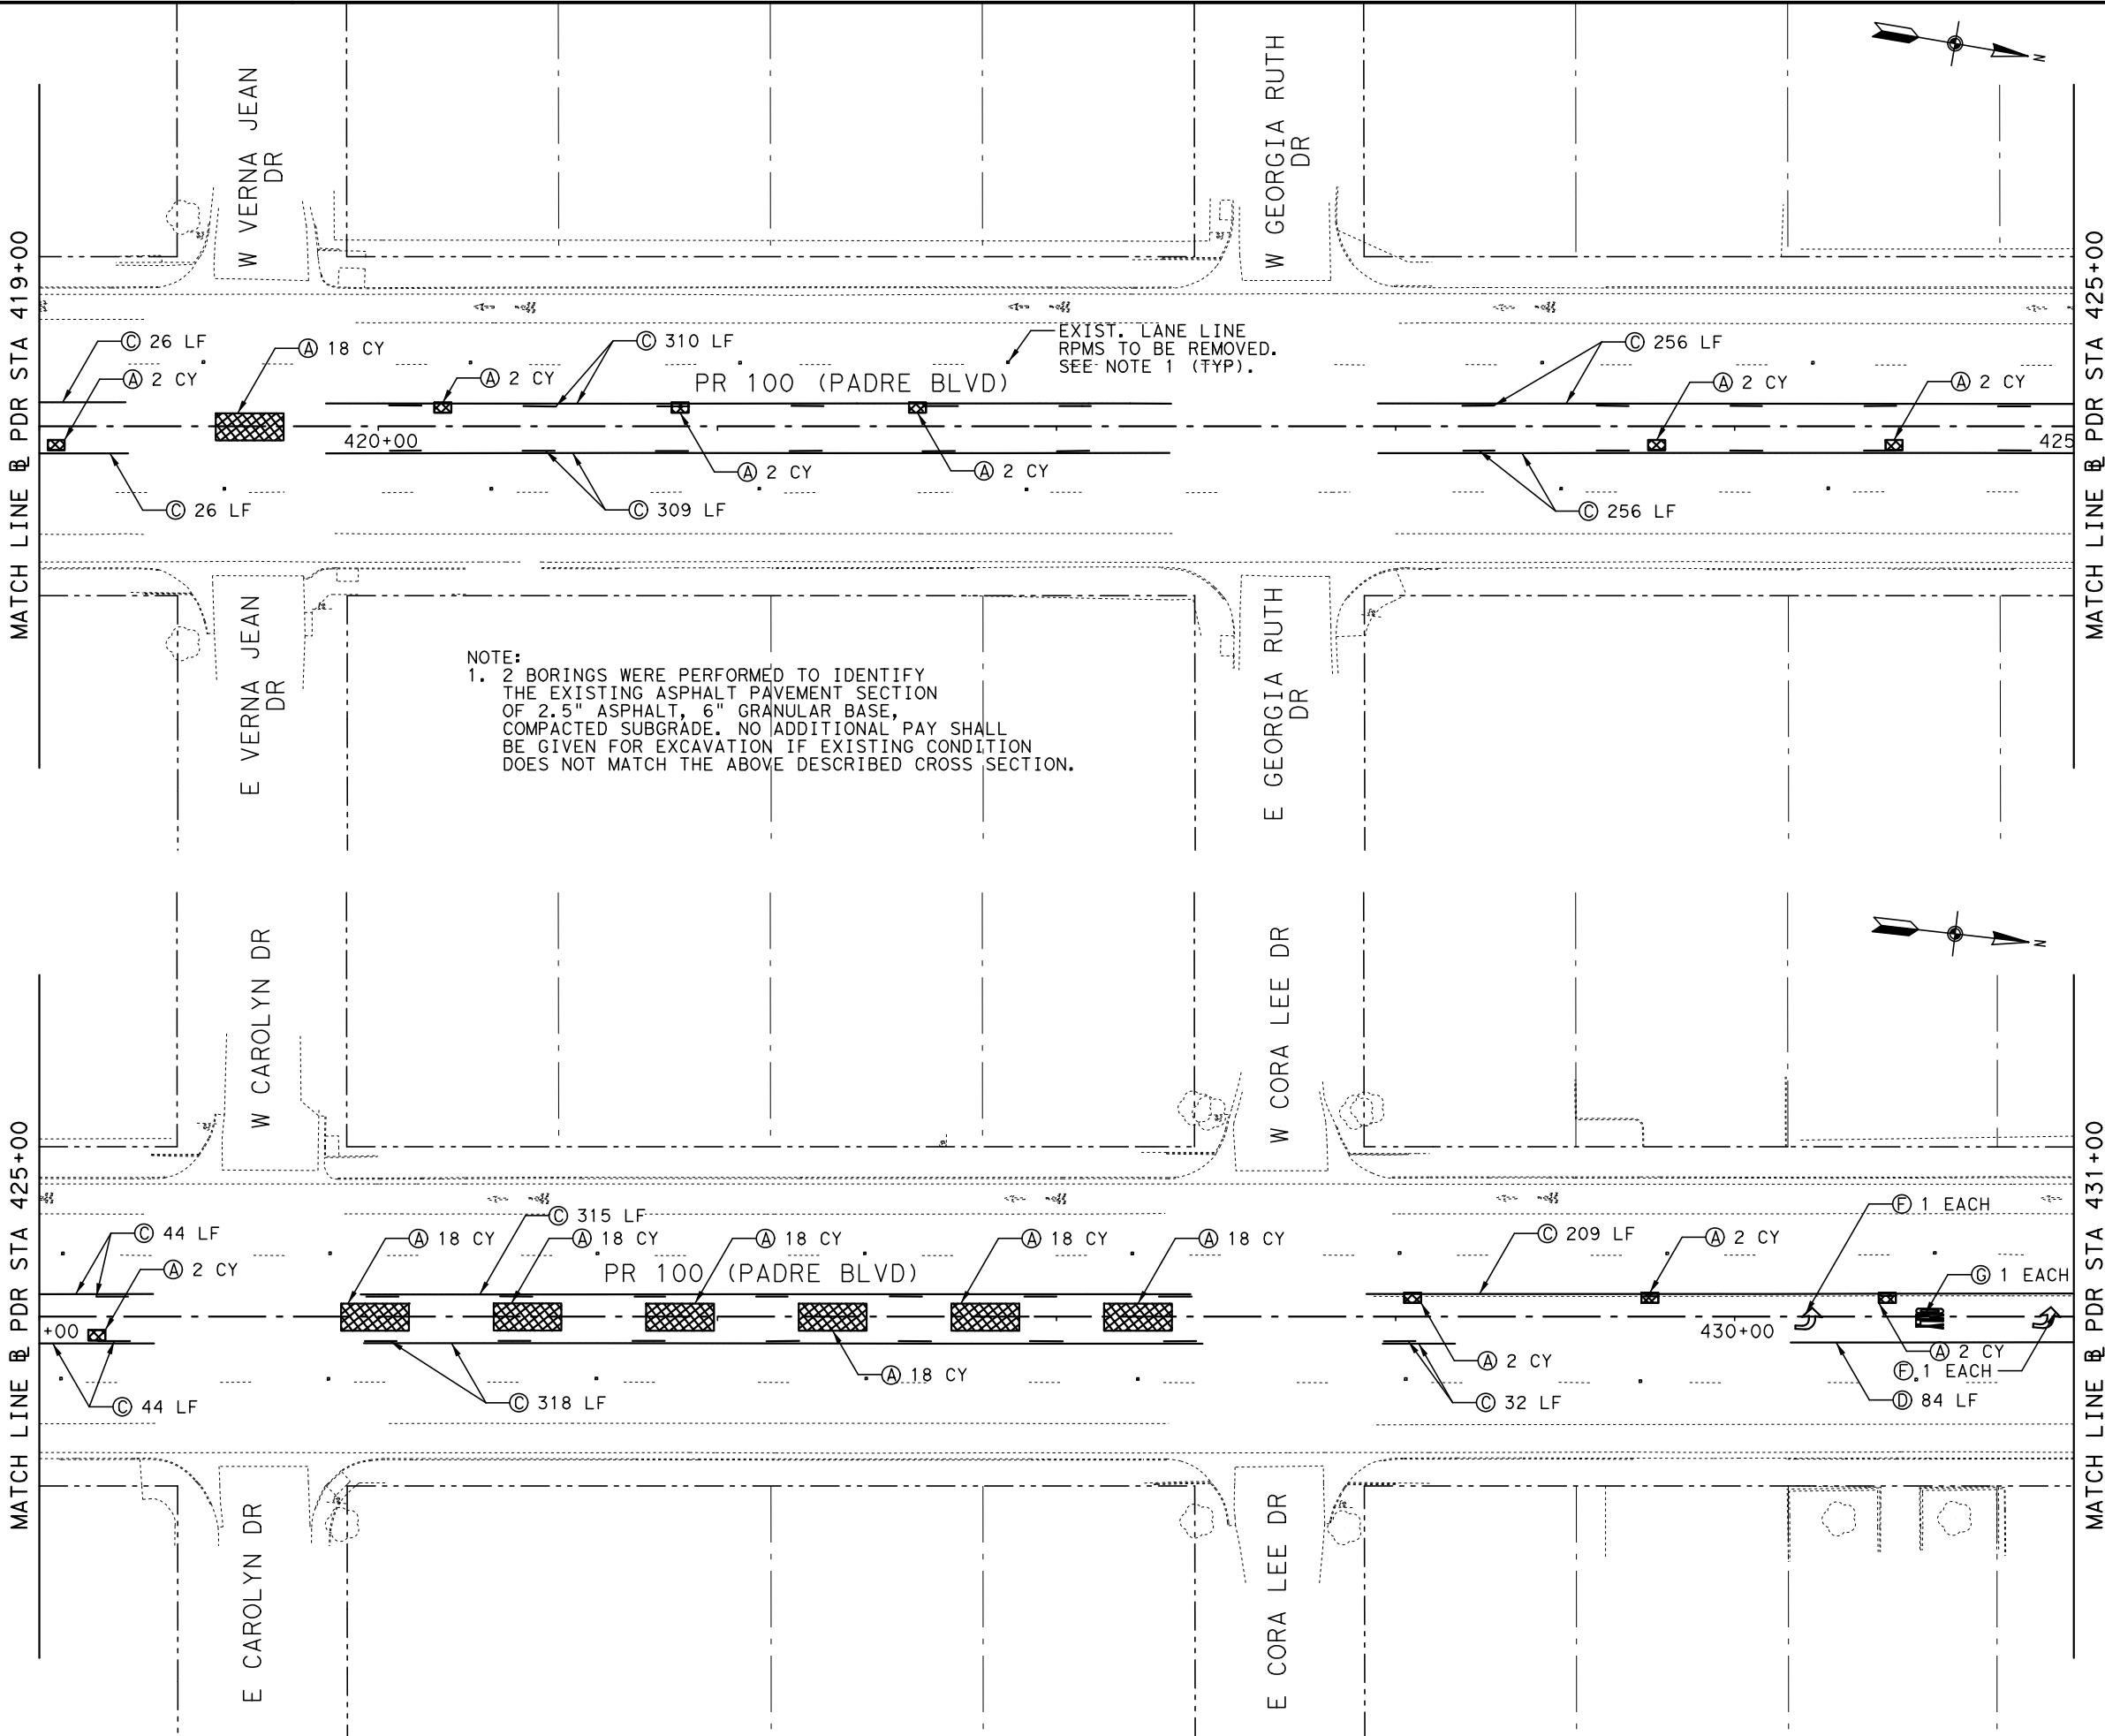 W VERNA JEAN
DR
W GEORGIA RUTH
DR
N
MATCH LINE ⅊ PDR STA 419+00
Ⓒ 26 LF
Ⓐ 18 CY
Ⓐ 2 CY
Ⓐ 2 CY
Ⓒ 310 LF
EXIST. LANE LINE
RPMS TO BE REMOVED.
SEE NOTE 1 (TYP).
PR 100 (PADRE BLVD)
Ⓒ 256 LF
Ⓐ 2 CY
Ⓐ 2 CY
420+00
425
Ⓐ 2 CY
Ⓐ 2 CY
Ⓒ 26 LF
Ⓒ 309 LF
Ⓒ 256 LF
MATCH LINE ⅊ PDR STA 425+00
E VERNA JEAN
DR
E GEORGIA RUTH
DR
NOTE:
1. 2 BORINGS WERE PERFORMED TO IDENTIFY
THE EXISTING ASPHALT PAVEMENT SECTION
OF 2.5" ASPHALT, 6" GRANULAR BASE,
COMPACTED SUBGRADE. NO ADDITIONAL PAY SHALL
BE GIVEN FOR EXCAVATION IF EXISTING CONDITION
DOES NOT MATCH THE ABOVE DESCRIBED CROSS SECTION.
W CAROLYN DR
W CORA LEE DR
N
MATCH LINE ⅊ PDR STA 425+00
Ⓒ 44 LF
Ⓐ 2 CY
Ⓐ 18 CY
Ⓒ 315 LF
Ⓐ 18 CY
Ⓐ 18 CY
Ⓐ 18 CY
Ⓐ 18 CY
PR 100 (PADRE BLVD)
Ⓒ 209 LF
Ⓐ 2 CY
Ⓕ 1 EACH
Ⓖ 1 EACH
+00
430+00
Ⓐ 18 CY
Ⓐ 2 CY
Ⓐ 2 CY
Ⓕ 1 EACH
Ⓒ 44 LF
Ⓒ 318 LF
Ⓒ 32 LF
Ⓓ 84 LF
MATCH LINE ⅊ PDR STA 431+00
E CAROLYN DR
E CORA LEE DR